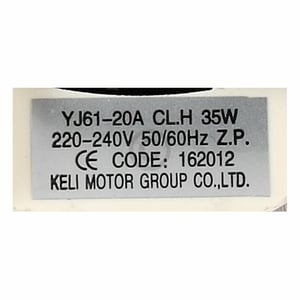 YJ61-20A CL.H 35W
220-240V 50/60Hz Z.P.
CE CODE: 162012
KELI MOTOR GROUP CO.,LTD.